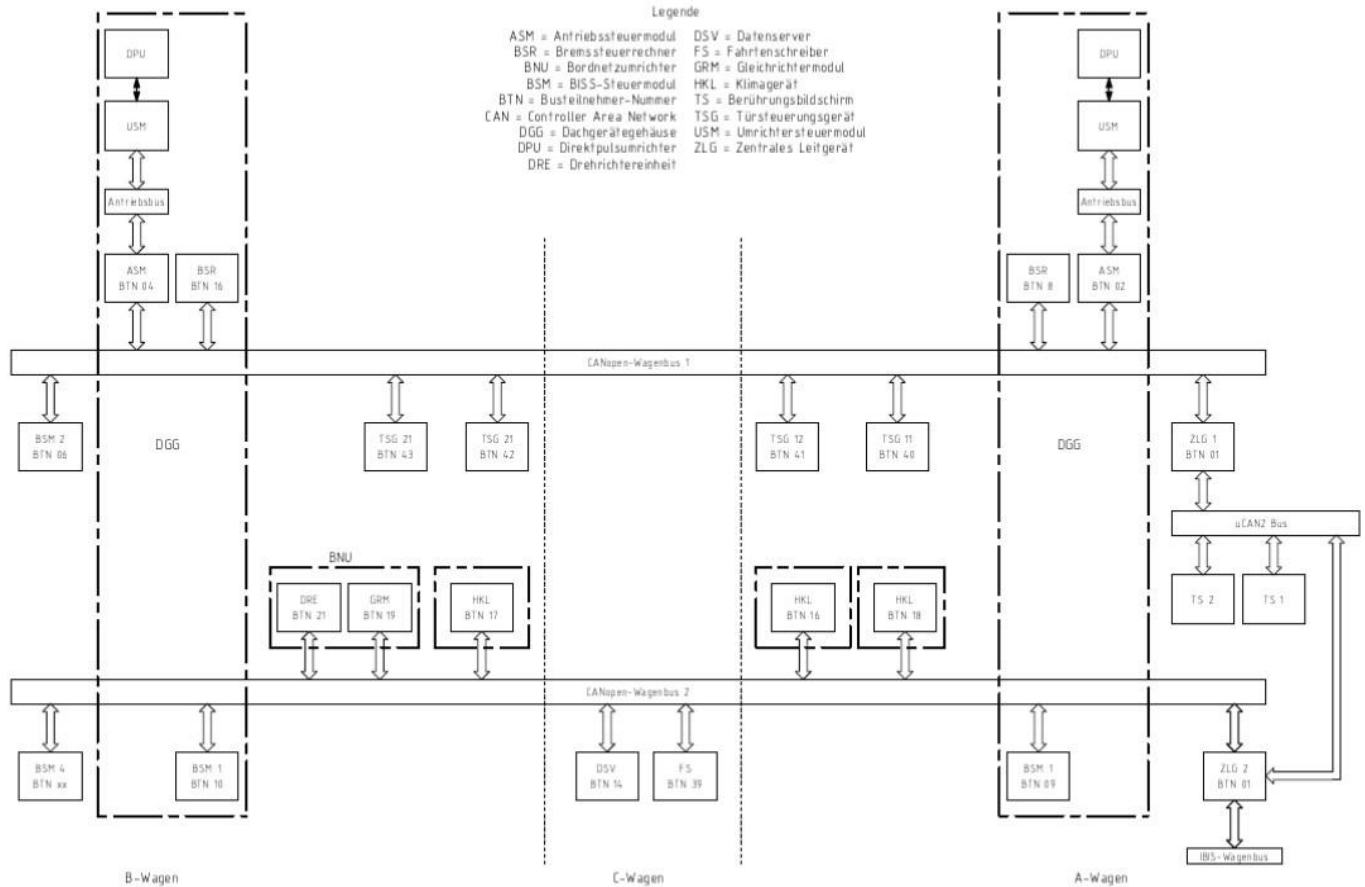 Legende
ASM = Antriebssteuermodul DSV = Datenserver
BSR = Bremssteuerrechner FS = Fahrtenschreiber
BNU = Bordnetzumrichter GRM = Gleichrichtermodul
BSM = BISS-Steuermodul HKL = Klimagerät
BTN = Busteilnehmer-Nummer TS = Berührungsbildschirm
CAN = Controller Area Network TSG = Türsteuerungsgerät
DGG = Dachgerätegehäuse USM = Umrichtersteuermodul
DPU = Direktpulsumrichter ZLG = Zentrales Leitgerät
DRE = Drehrichtereinheit
DPU
DPU
USM
USM
Antriebsbus
Antriebsbus
ASM
BTN 04
BSR
BTN 16
BSR
BTN 8
ASM
BTN 02
CANopen-Wagenbus 1
BSM 2
BTN 06
DGG
TSG 21
BTN 43
TSG 21
BTN 42
TSG 12
BTN 41
TSG 11
BTN 40
DGG
ZLG 1
BTN 01
uCAN2 Bus
TS 2
TS 1
BNU
DRE
BTN 21
GRM
BTN 19
HKL
BTN 17
HKL
BTN 16
HKL
BTN 18
CANopen-Wagenbus 2
BSM 4
BTN xx
BSM 1
BTN 10
DSV
BTN 14
FS
BTN 39
BSM 1
BTN 09
ZLG 2
BTN 01
IBIS-Wagenbus
B-Wagen
C-Wagen
A-Wagen